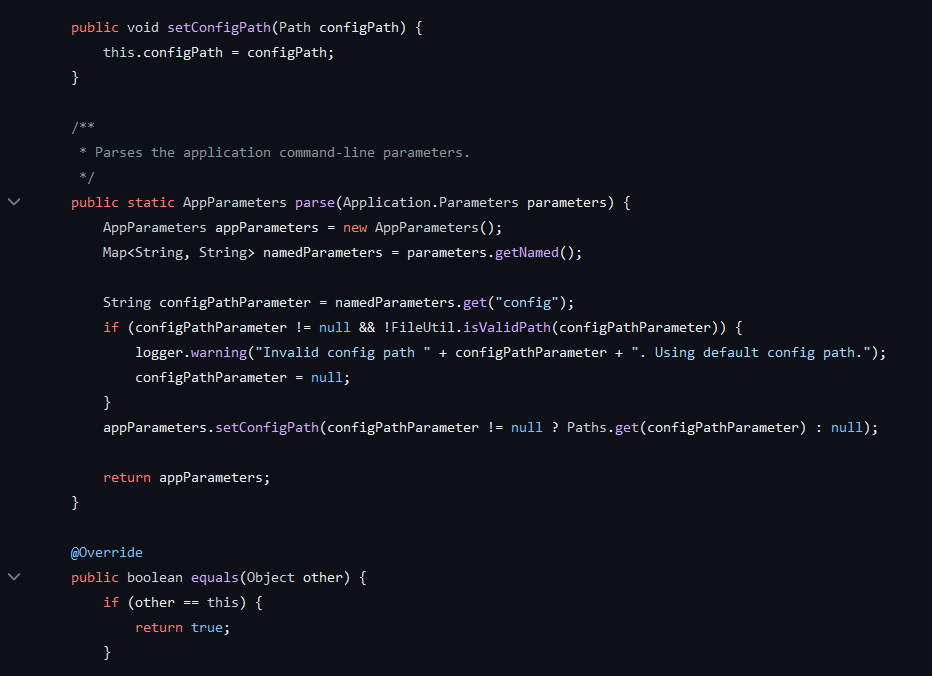 public void setConfigPath(Path configPath) {
this.configPath = configPath;
}
/**
* Parses the application command-line parameters.
*/
public static AppParameters parse(Application.Parameters parameters) {
AppParameters appParameters = new AppParameters();
Map<String, String> namedParameters = parameters.getNamed();
String configPathParameter = namedParameters.get("config");
if (configPathParameter != null && !FileUtil.isValidPath(configPathParameter)) {
logger.warning("Invalid config path " + configPathParameter + ". Using default config path.");
configPathParameter = null;
}
appParameters.setConfigPath(configPathParameter != null ? Paths.get(configPathParameter) : null);
return appParameters;
}
@Override
public boolean equals(Object other) {
if (other == this) {
return true;
}